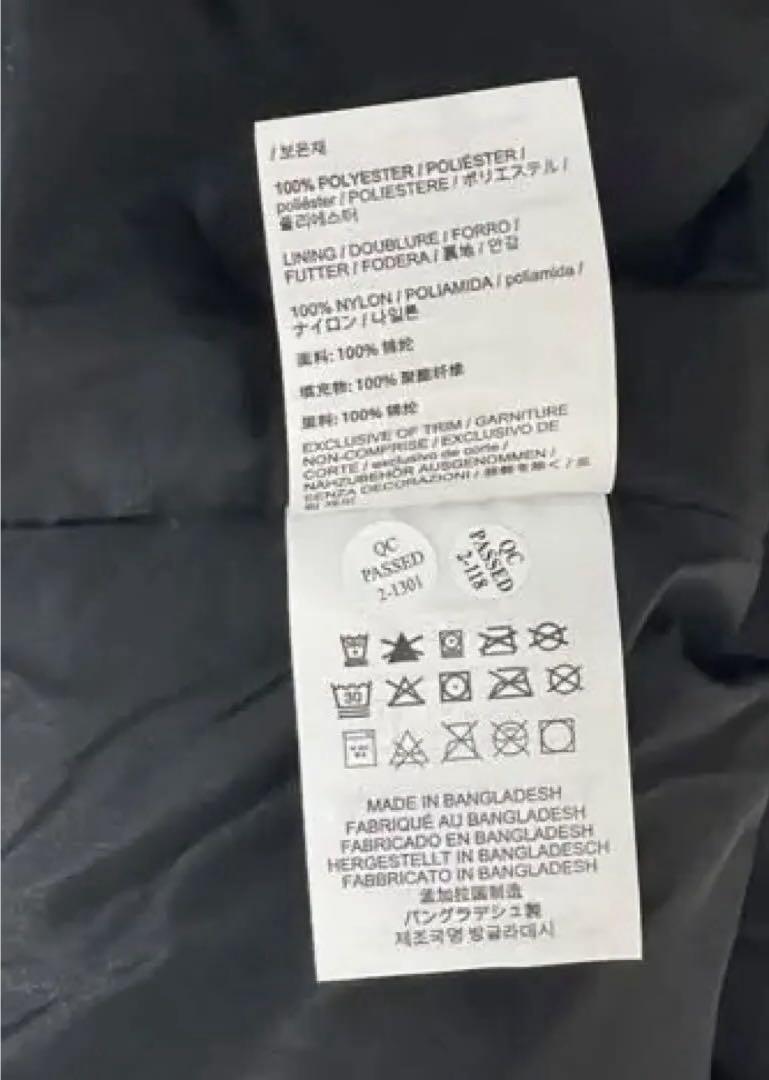 / 보온재
100% POLYESTER / POLIÉSTER /
poliéster / POLIESTERE / ポリエステル /
폴리에스터
LINING / DOUBLURE / FORRO /
FUTTER / FODERA / 裏地 / 안감
100% NYLON / POLIAMIDA / poliamida /
ナイロン / 나일론
面料: 100% 锦纶
填充物: 100% 聚酯纤维
里料: 100% 锦纶
EXCLUSIVE OF TRIM / GARNITURE
NON-COMPRISE / EXCLUSIVO DE
CORTE / exclusivo de corte /
NÄHZUBEHÖR AUSGENOMMEN /
SENZA DECORAZIONI /
QC
PASSED
2-1301
QC
PASSED
2-118
30
MADE IN BANGLADESH
FABRIQUÉ AU BANGLADESH
FABRICADO EN BANGLADESH
HERGESTELLT IN BANGLADESCH
FABBRICATO IN BANGLADESH
孟加拉国制造
バングラデシュ製
제조국명 방글라데시